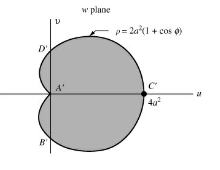 w plane
υ
ρ = 2a²(1 + cos ϕ)
D'
A'
C'
u
4a²
B'